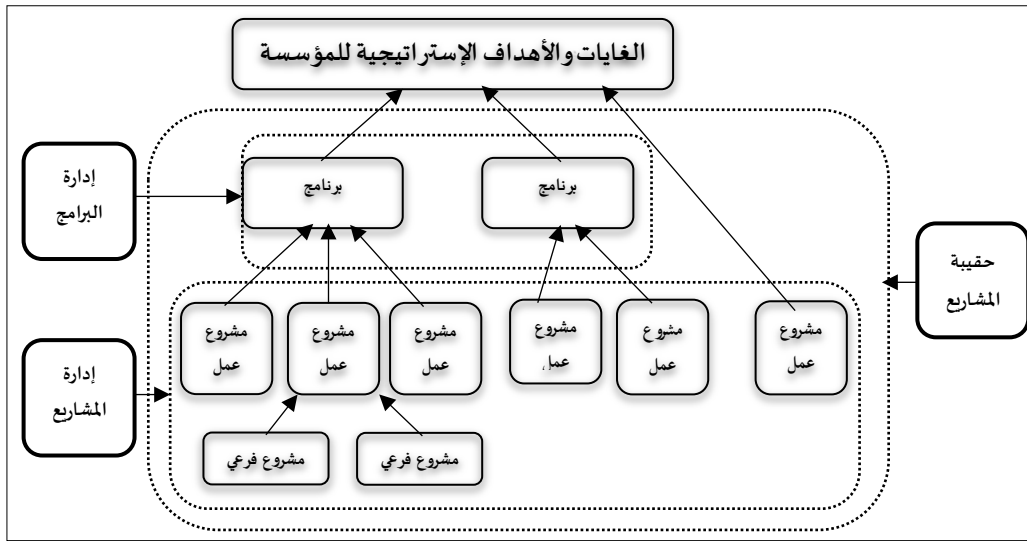 الغايات والأهداف الإستراتيجية للمؤسسة
إدارة
البرامج
برنامج
برنامج
حقيبة
المشاريع
مشروع
عمل
مشروع
عمل
مشروع
عمل
مشروع
عمل
مشروع
عمل
مشروع
عمل
إدارة
المشاريع
مشروع فرعي
مشروع فرعي